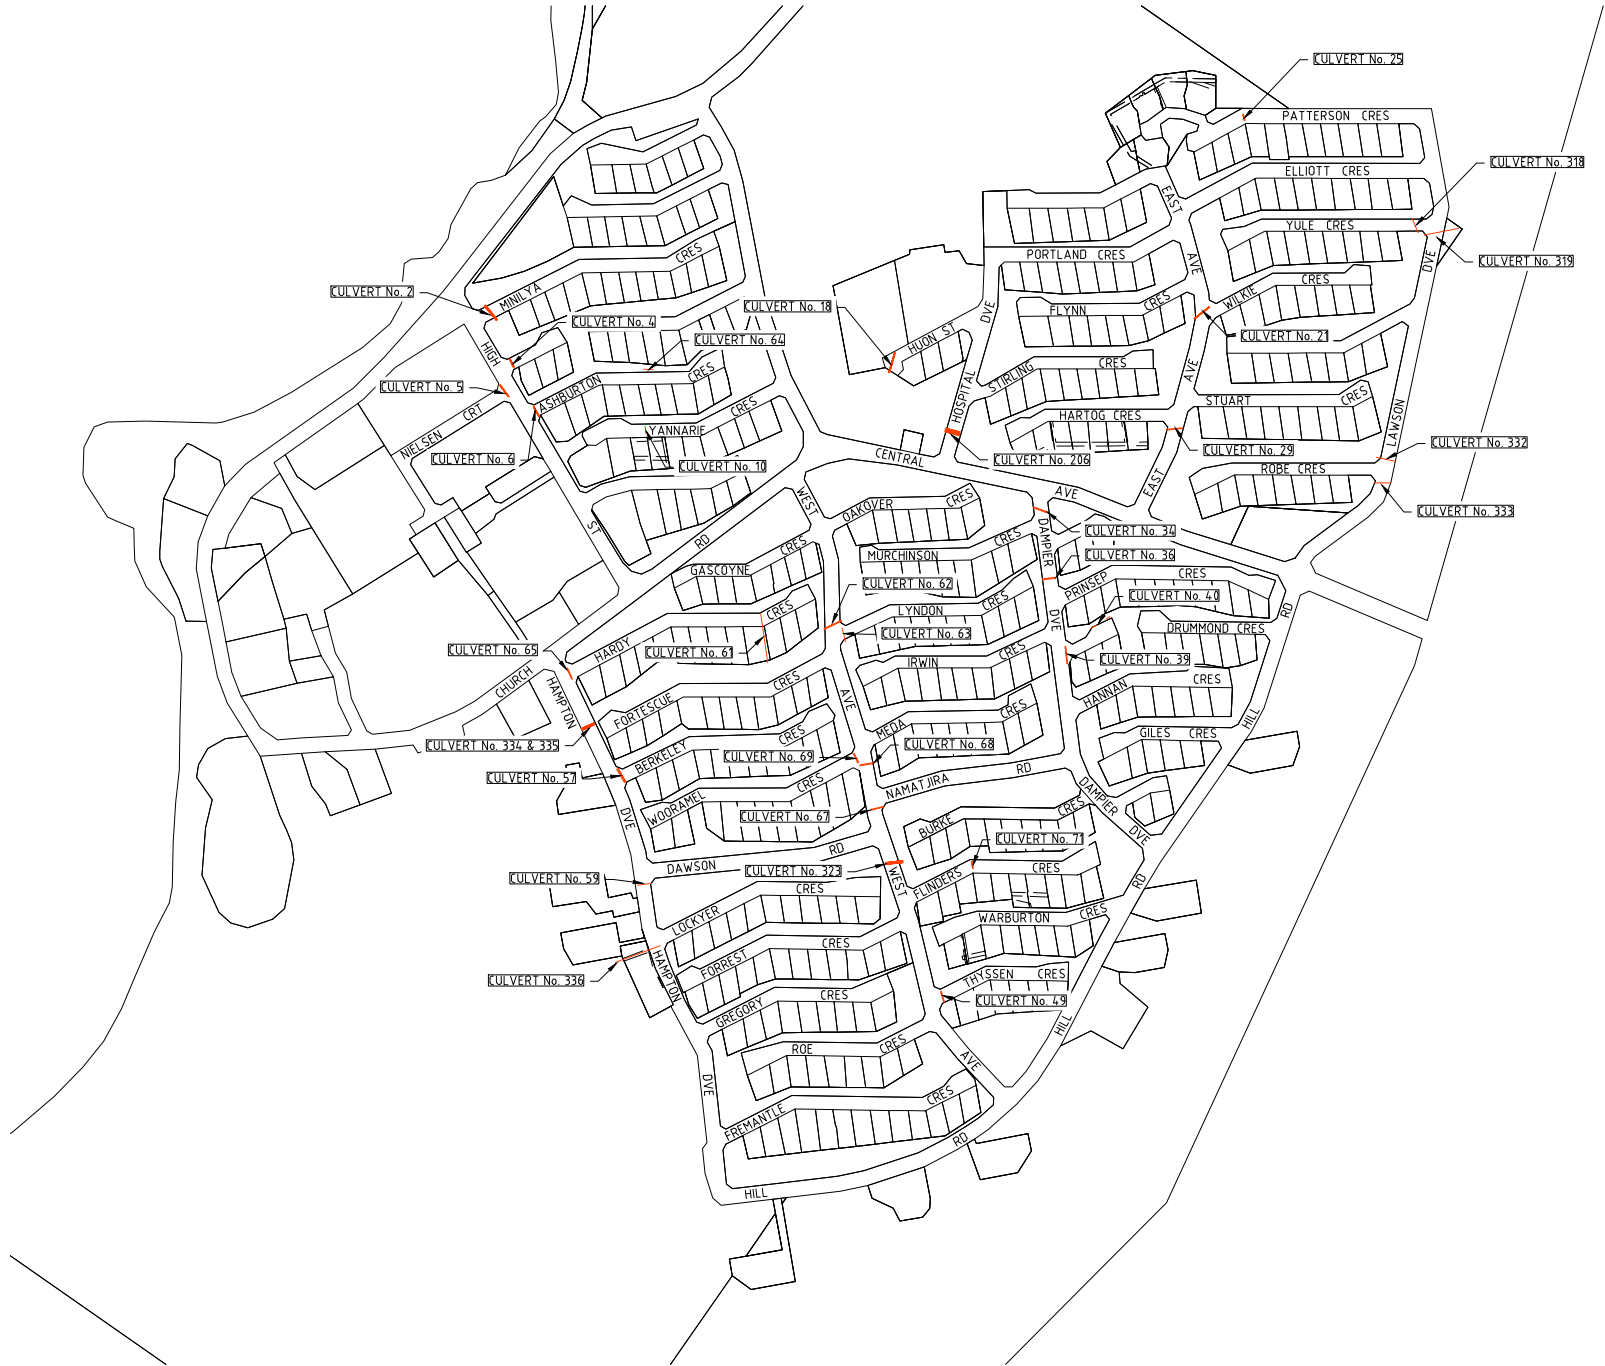 CULVERT No. 25
PATTERSON CRES
CULVERT No. 318
ELLIOTT CRES
EAST
YULE CRES
PORTLAND CRES
AVE
CULVERT No. 319
DVE
CRES
CULVERT No. 2
MINILYA
CULVERT No. 18
WILKIE
CRES
FLYNN
CRES
DVE
CULVERT No. 4
CULVERT No. 21
CULVERT No. 64
HUON ST
HIGH
CULVERT No. 5
ASHBURTON
CRES
STIRLING
CRES
HOSPITAL
AVE
STUART
CRES
HARTOG CRES
NIELSEN CRT
YANNARIE
CRES
LAWSON
CULVERT No. 332
CULVERT No. 29
CULVERT No. 6
CULVERT No. 10
CENTRAL
CULVERT No. 206
ROBE CRES
EAST
AVE
CULVERT No. 333
WEST
OAKOVER
CRES
ST
RD
DAMPIER
CULVERT No. 34
CRES
CRES
MURCHINSON
CULVERT No. 36
GASCOYNE
PRINSEP
CRES
CULVERT No. 62
CULVERT No. 40
LYNDON
CRES
CRES
DVE
RD
CULVERT No. 63
DRUMMOND CRES
HARDY
CULVERT No. 61
CULVERT No. 65
IRWIN
CRES
CULVERT No. 39
CHURCH
HAMPTON
CRES
AVE
HANNAN
CRES
FORTESCUE
MEDA
CRES
HILL
CULVERT No. 334 & 335
BERKELEY
CRES
CULVERT No. 68
GILES CRES
CULVERT No. 69
CULVERT No. 57
CRES
NAMATJIRA
RD
DAMPIER
WOORAMEL
CULVERT No. 67
DVE
BURKE
CRES
DVE
CULVERT No. 71
DAWSON
RD
CULVERT No. 323
CULVERT No. 59
WEST
FLINDERS
CRES
RD
LOCKYER
CRES
WARBURTON
CRES
HAMPTON
FORREST
CRES
CULVERT No. 336
THYSSEN CRES
GREGORY
CRES
CULVERT No. 49
HILL
ROE
CRES
AVE
DVE
FREMANTLE
CRES
RD
HILL